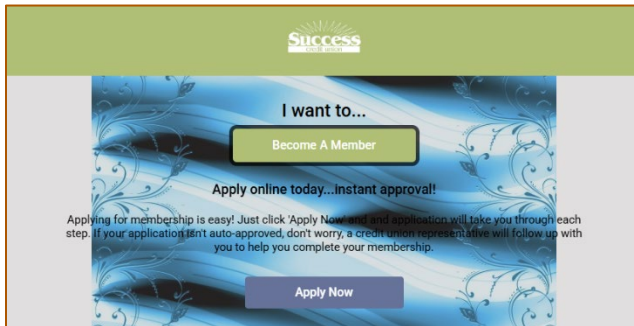 Success
credit union
I want to...
Become A Member
Apply online today...instant approval!
Applying for membership is easy! Just click 'Apply Now' and and application will take you through each
step. If your application isn't auto-approved, don't worry, a credit union representative will follow up with
you to help you complete your membership.
Apply Now